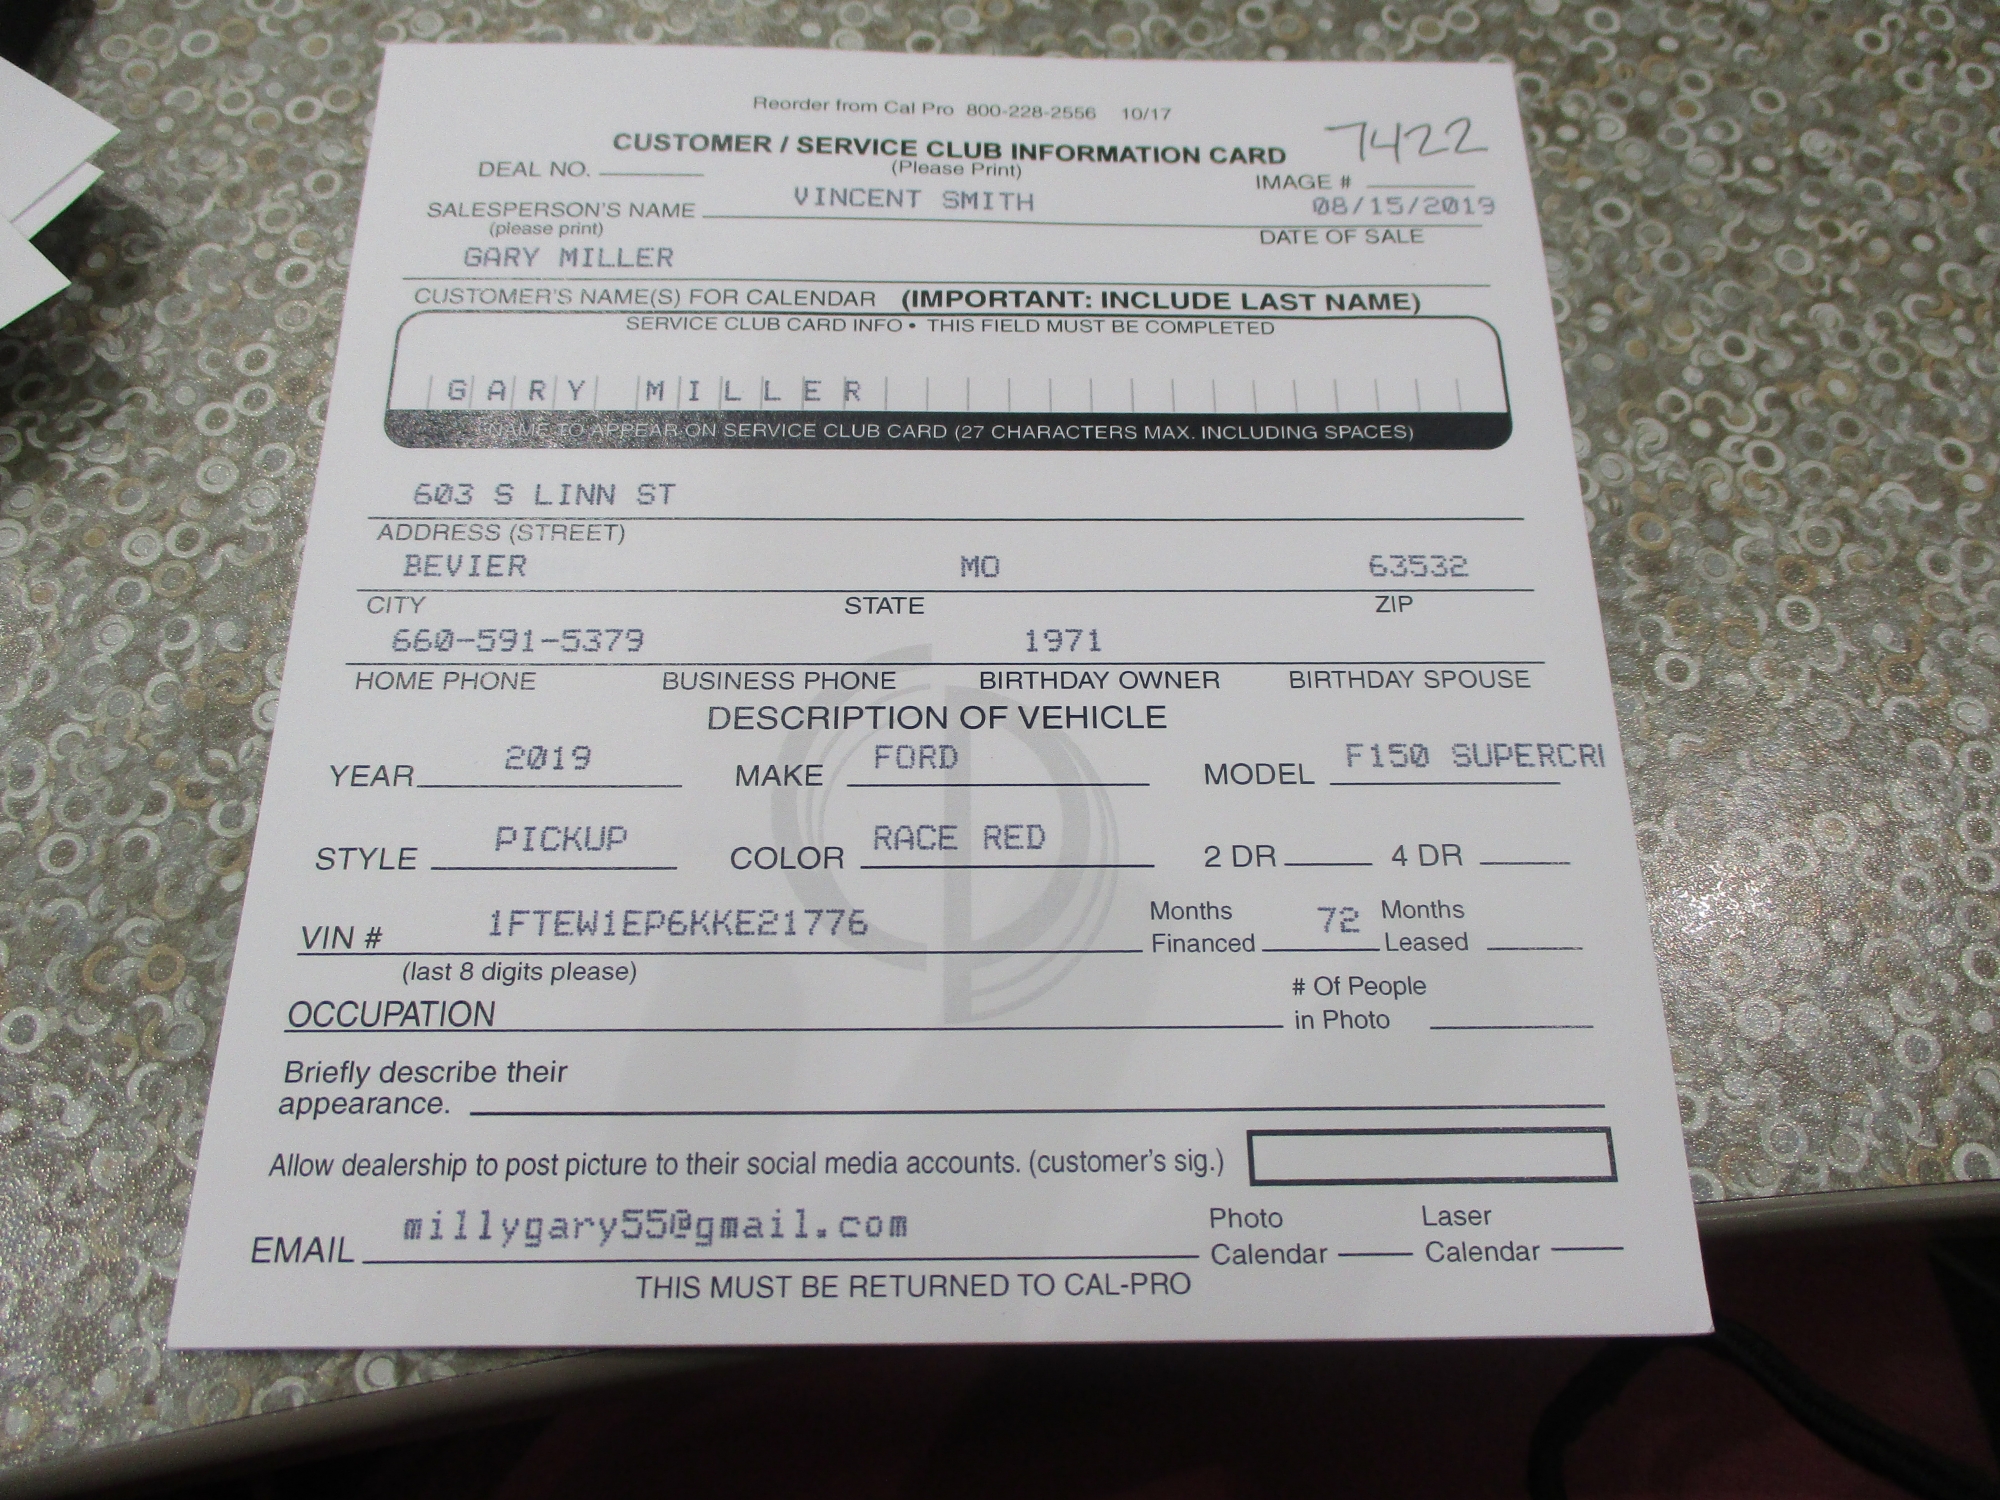 Reorder from Cal Pro 800-228-2556 10/17
CUSTOMER / SERVICE CLUB INFORMATION CARD 7422
DEAL NO. (Please Print) IMAGE #
SALESPERSON'S NAME VINCENT SMITH 08/15/2019
(please print) DATE OF SALE
GARY MILLER
CUSTOMER'S NAME(S) FOR CALENDAR (IMPORTANT: INCLUDE LAST NAME)
SERVICE CLUB CARD INFO • THIS FIELD MUST BE COMPLETED
GARY MILLER
NAME TO APPEAR ON SERVICE CLUB CARD (27 CHARACTERS MAX. INCLUDING SPACES)
603 S LINN ST
ADDRESS (STREET)
BEVIER MO 63532
CITY STATE ZIP
660-591-5379 1971
HOME PHONE BUSINESS PHONE BIRTHDAY OWNER BIRTHDAY SPOUSE
DESCRIPTION OF VEHICLE
YEAR 2019 MAKE FORD MODEL F150 SUPERCRI
STYLE PICKUP COLOR RACE RED 2 DR 4 DR
VIN # 1FTEW1EP6KKE21776 Months Financed 72 Months Leased
(last 8 digits please)
OCCUPATION # Of People in Photo
Briefly describe their
appearance.
Allow dealership to post picture to their social media accounts. (customer's sig.)
EMAIL millygary55@gmail.com Photo Calendar Laser Calendar
THIS MUST BE RETURNED TO CAL-PRO